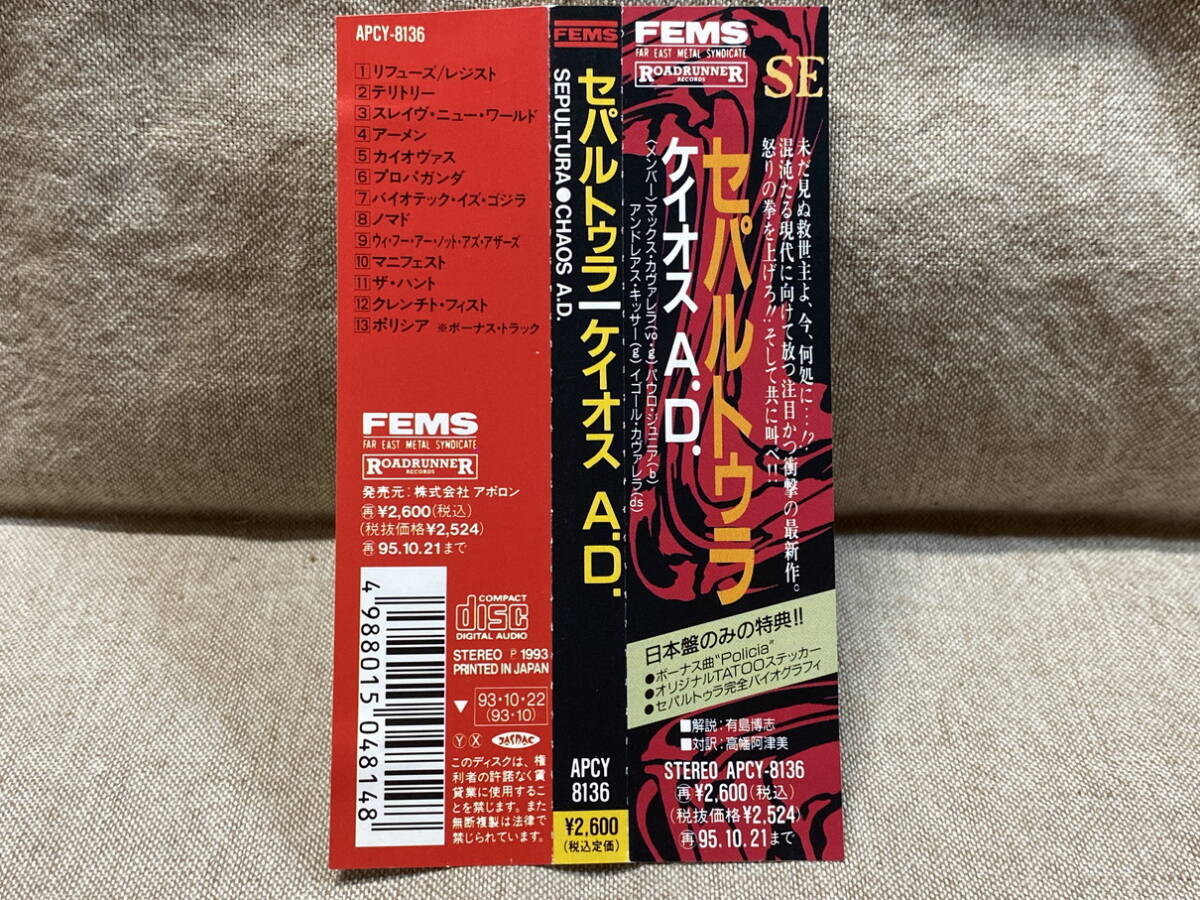 APCY-8136
1 リフューズ/レジスト
2 テリトリー
3 スレイヴ・ニュー・ワールド
4 アーメン
5 カイオヴァス
6 プロパガンダ
7 バイオテック・イズ・ゴジラ
8 ノマド
9 ウィ・フー・アー・ノット・アズ・アザーズ
10 マニフェスト
11 ザ・ハント
12 クレンチト・フィスト
13 ポリシア ※ボーナス・トラック
FEMS
FAR EAST METAL SYNDICATE
ROADRUNNER
RECORDS
発売元:株式会社 アポロン
再¥2,600(税込)
(税抜価格¥2,524)
再95.10.21まで
4988015048148
COMPACT
disc
DIGITAL AUDIO
STEREO Ⓟ1993
PRINTED IN JAPAN
▼ 93・10・22
(93・10)
Ⓨ Ⓧ JASRAC
このディスクは、権
利者の許諾なく賃
貸業に使用するこ
とを禁じます。また
無断複製は法律で
禁じられています。
FEMS
セパルトゥラ|ケイオス A.D.
SEPULTURA●CHAOS A.D.
APCY
8136
¥2,600
(税込定価)
FEMS
FAR EAST METAL SYNDICATE
ROADRUNNER
RECORDS
SE
未だ見ぬ救世主よ、今、何処に…!?
混沌たる現代に向けて放つ注目かつ衝撃の最新作。
怒りの拳を上げろ!!そして共に叫べ!!
セパルトゥラ
ケイオス A.D.
〈メンバー〉マックス・カヴァレラ(vo・g)パウロ・ジュニア(b)
アンドレアス・キッサー(g)イゴール・カヴァレラ(ds)
日本盤のみの特典!!
●ボーナス曲"Policia"
●オリジナルTATOOステッカー
●セパルトゥラ完全バイオグラフィ
■解説:有島博志
■対訳:高幡阿津美
STEREO APCY-8136
再¥2,600(税込)
(税抜価格¥2,524)
再95.10.21まで